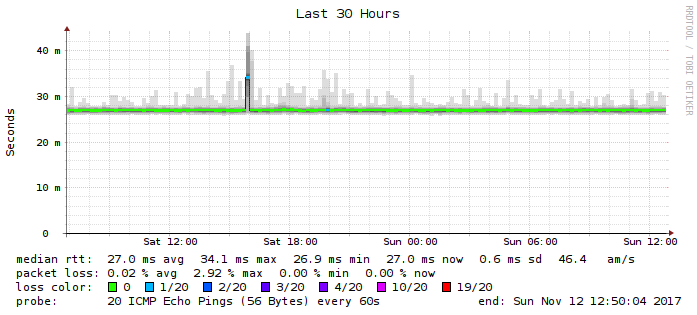 Last 30 Hours
RRDTOOL / TOBI OETIKER
Seconds
40 m
30 m
20 m
10 m
0
Sat 12:00 Sat 18:00 Sun 00:00 Sun 06:00 Sun 12:00
median rtt: 27.0 ms avg 34.1 ms max 26.9 ms min 27.0 ms now 0.6 ms sd 46.4 am/s
packet loss: 0.02 % avg 2.92 % max 0.00 % min 0.00 % now
loss color: 0 1/20 2/20 3/20 4/20 10/20 19/20
probe: 20 ICMP Echo Pings (56 Bytes) every 60s end: Sun Nov 12 12:50:04 2017